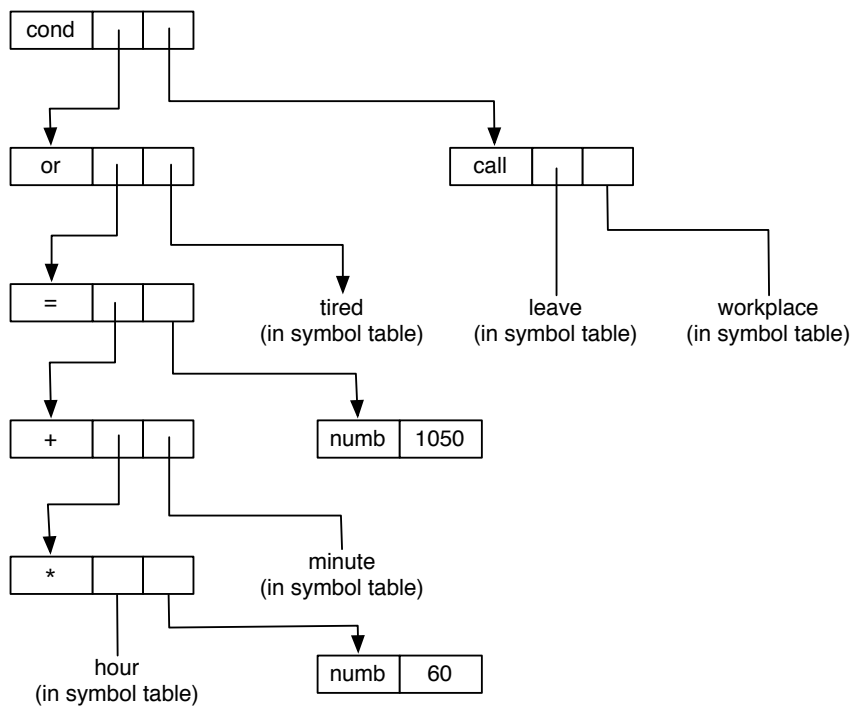 cond
or
call
=
tired
(in symbol table)
leave
(in symbol table)
workplace
(in symbol table)
+
numb 1050
minute
(in symbol table)
*
hour
(in symbol table)
numb 60